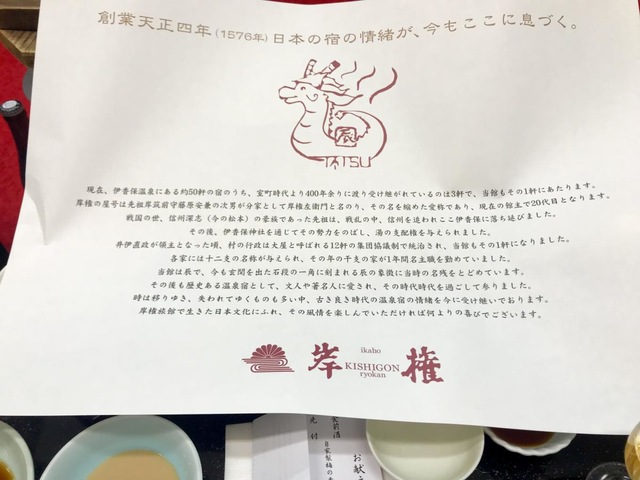 創業天正四年(1576年)日本の宿の情緒が、今もここに息づく。
辰
TATSU
現在、伊香保温泉にある約50軒の宿のうち、室町時代より400年余りに渡り受け継がれているのは3軒で、当館もその1軒にあたります。
岸権の屋号は先祖岸筑前守藤原安兼の次男が分家として岸権左衛門と名のり、その名を縮めた愛称であり、現在の館主で20代目となります。
戦国の世、信州深志（今の松本）の豪族であった先祖は、戦乱の中、信州を追われここ伊香保に落ち延びました。
その後、伊香保神社を通じてその勢力をのばし、湯の支配権を与えられました。
井伊直政が領主となった頃、村の行政は大屋と呼ばれる12軒の集団協議制で統治され、当館もその1軒になりました。
各家には十二支の名称が与えられ、その年の干支の家が1年間名主職を勤めていました。
当館は辰で、今も玄関を出た石段の一角に刻まれる辰の象徴に当時の名残をとどめています。
その後も歴史ある温泉宿として、文人や著名人に愛され、その時代時代を過ごして参りました。
時は移りゆき、失われてゆくものも多い中、古き良き時代の温泉宿の情緒を今に受け継いでおります。
岸権旅館で生きた日本文化にふれ、その風情を楽しんでいただければ何よりの喜びでございます。
岸 ikaho 権
KISHIGON
ryokan
食前酒
自家製梅の
先付
お献